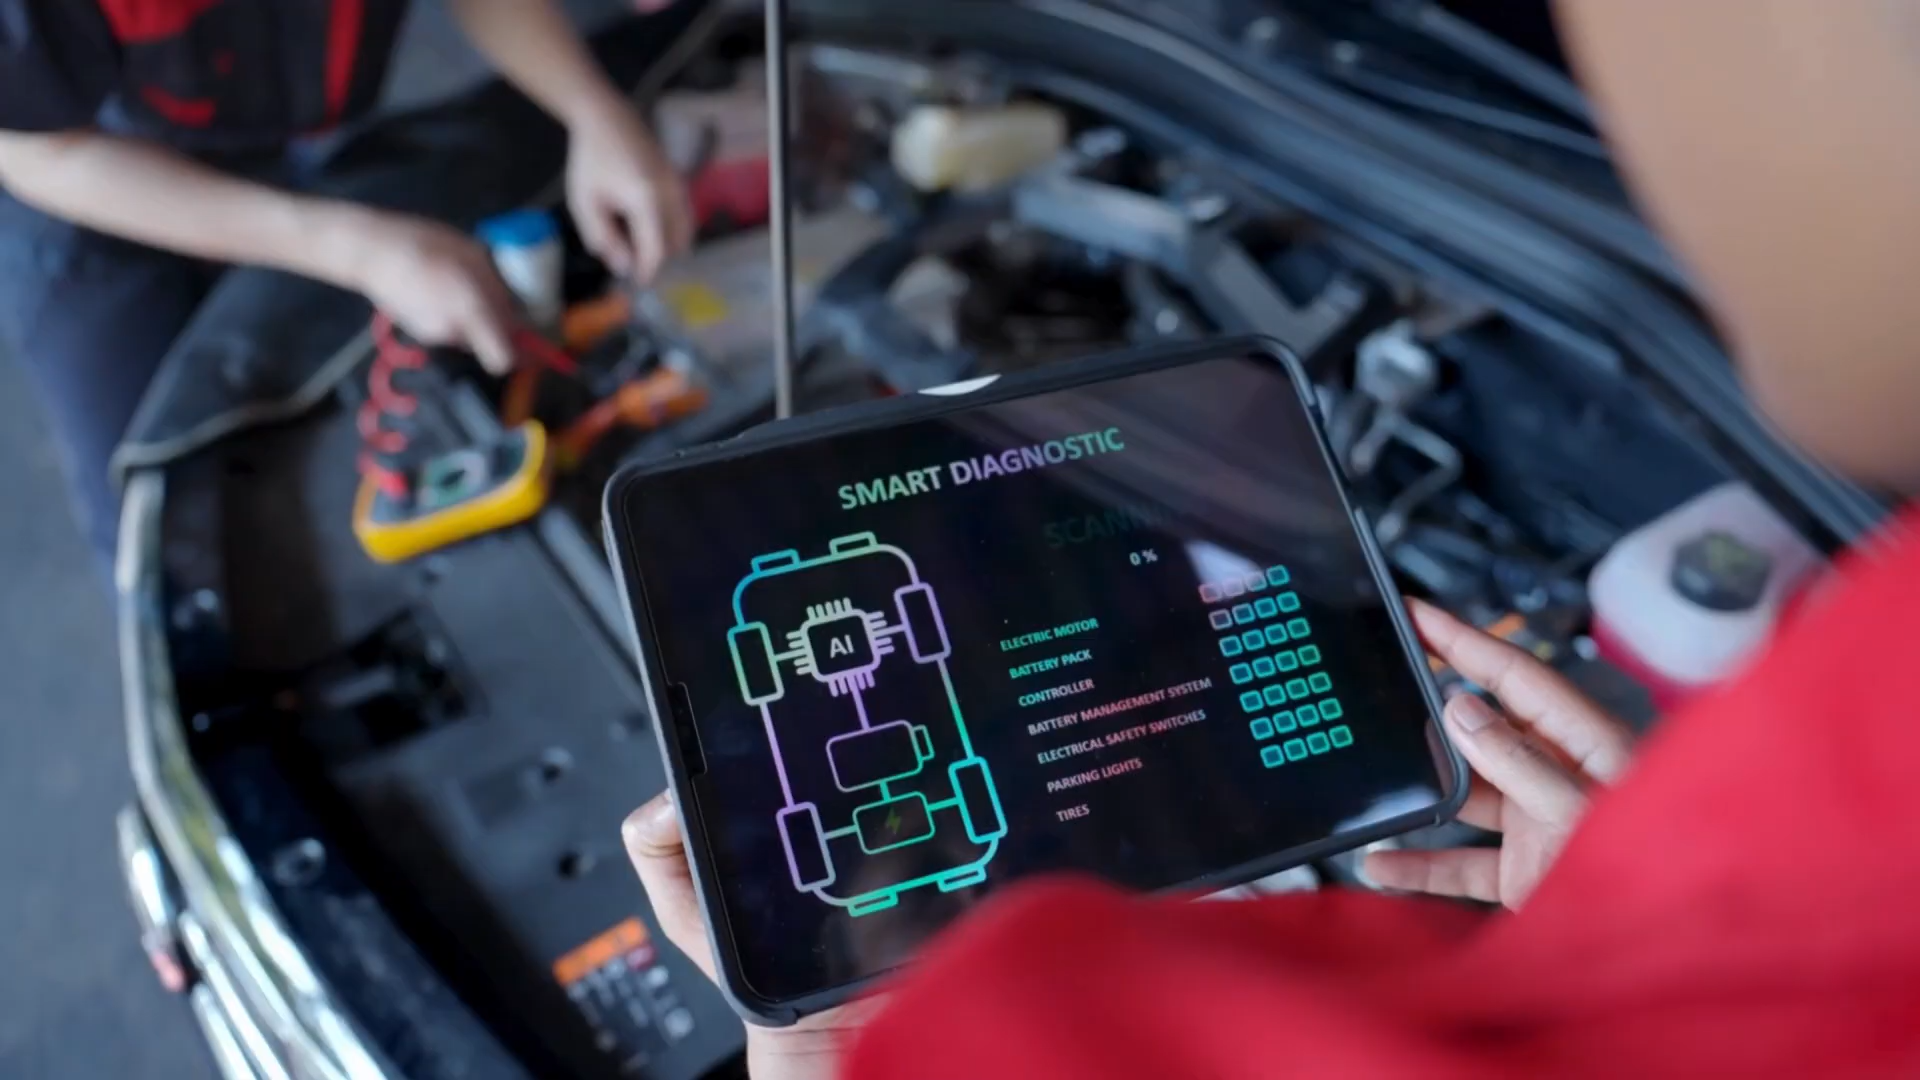 SMART DIAGNOSTIC
0 %
AI
ELECTRIC MOTOR
BATTERY PACK
CONTROLLER
BATTERY MANAGEMENT SYSTEM
ELECTRICAL SAFETY SWITCHES
PARKING LIGHTS
TIRES